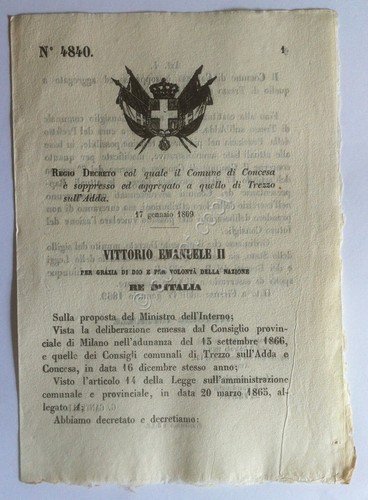 N° 4840.
1
REGIO DECRETO col quale il Comune di Concesa
è soppresso ed aggregato a quello di Trezzo
sull'Adda.
17 gennaio 1869
VITTORIO EMANUELE II
PER GRAZIA DI DIO E PER VOLONTÀ DELLA NAZIONE
RE D'ITALIA
Sulla proposta del Ministro dell'Interno;
Vista la deliberazione emessa dal Consiglio provin-
ciale di Milano nell'adunanza del 13 settembre 1866,
e quelle dei Consigli comunali di Trezzo sull'Adda e
Concesa, in data 16 dicembre stesso anno;
Visto l'articolo 14 della Legge sull'amministrazione
comunale e provinciale, in data 20 marzo 1865, al-
legato A;
Abbiamo decretato e decretiamo: